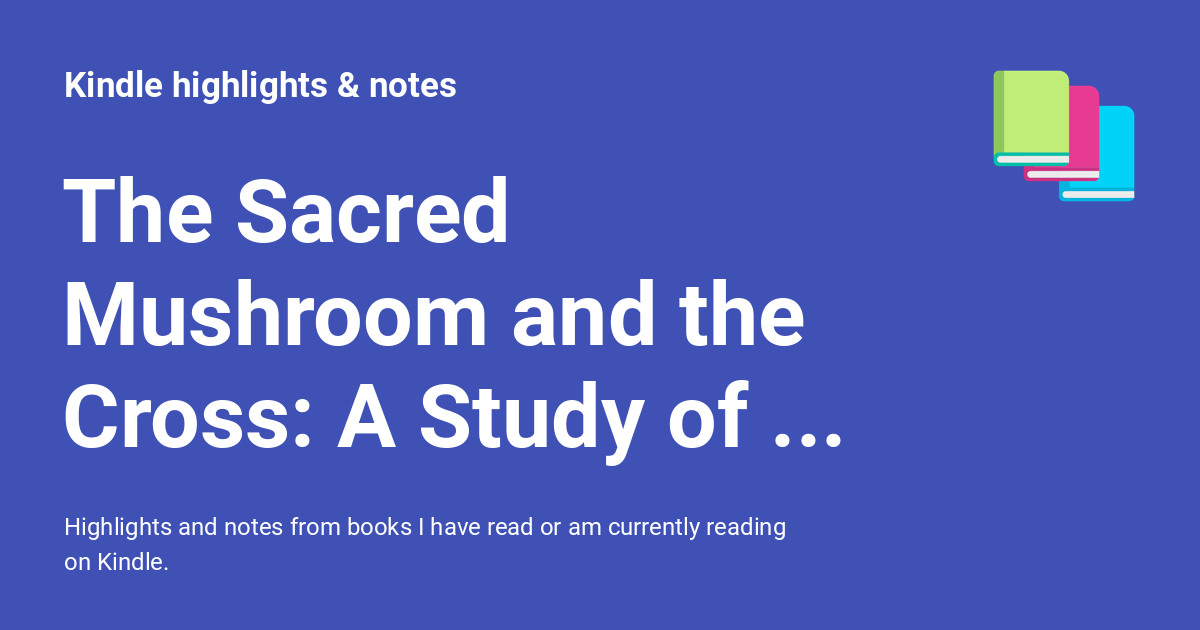 Kindle highlights & notes
The Sacred
Mushroom and the
Cross: A Study of ...
Highlights and notes from books I have read or am currently reading
on Kindle.